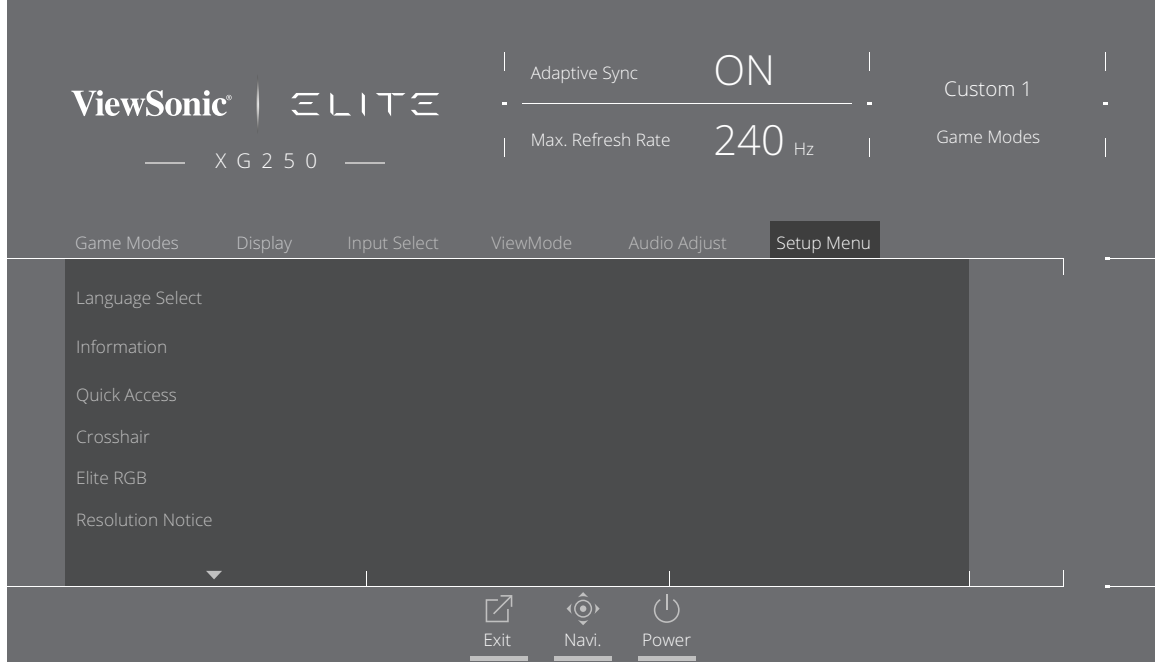 ViewSonic® ELITE
XG250
Adaptive Sync ON
Max. Refresh Rate 240 Hz
Custom 1
Game Modes
Game Modes Display Input Select ViewMode Audio Adjust Setup Menu
Language Select
Information
Quick Access
Crosshair
Elite RGB
Resolution Notice
Exit Navi. Power